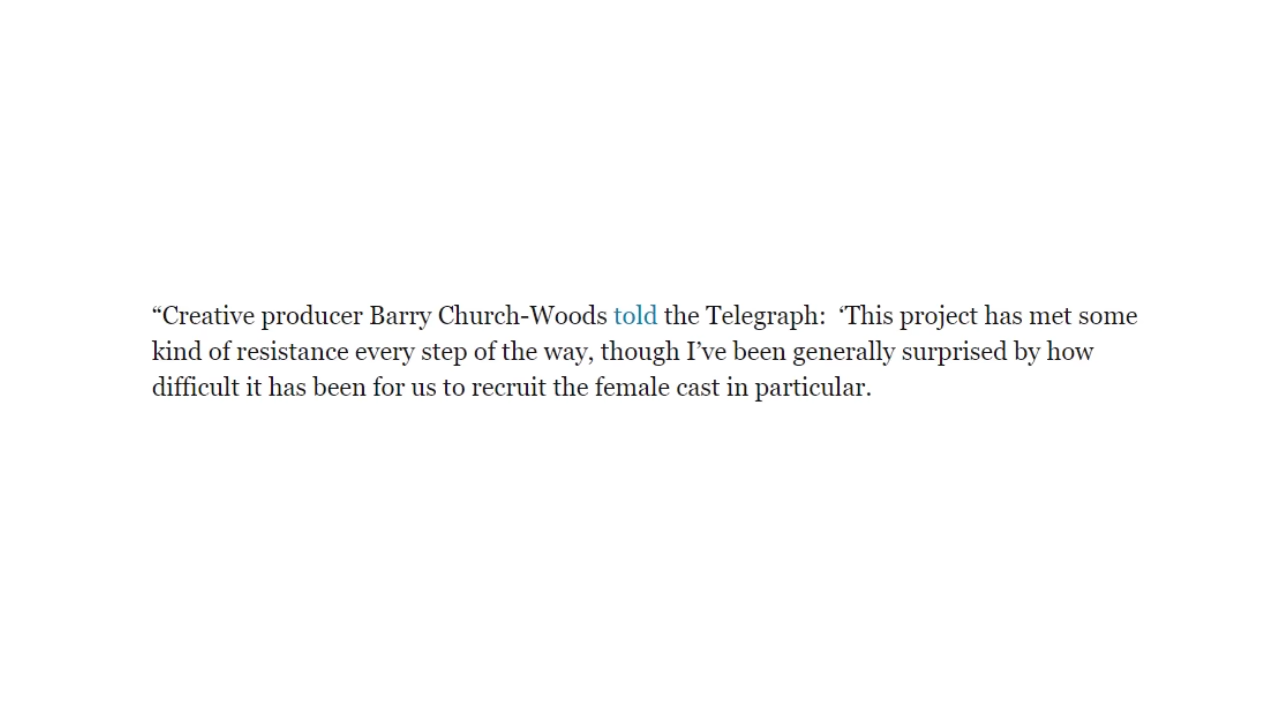 “Creative producer Barry Church-Woods told the Telegraph:  ‘This project has met some
kind of resistance every step of the way, though I’ve been generally surprised by how
difficult it has been for us to recruit the female cast in particular.